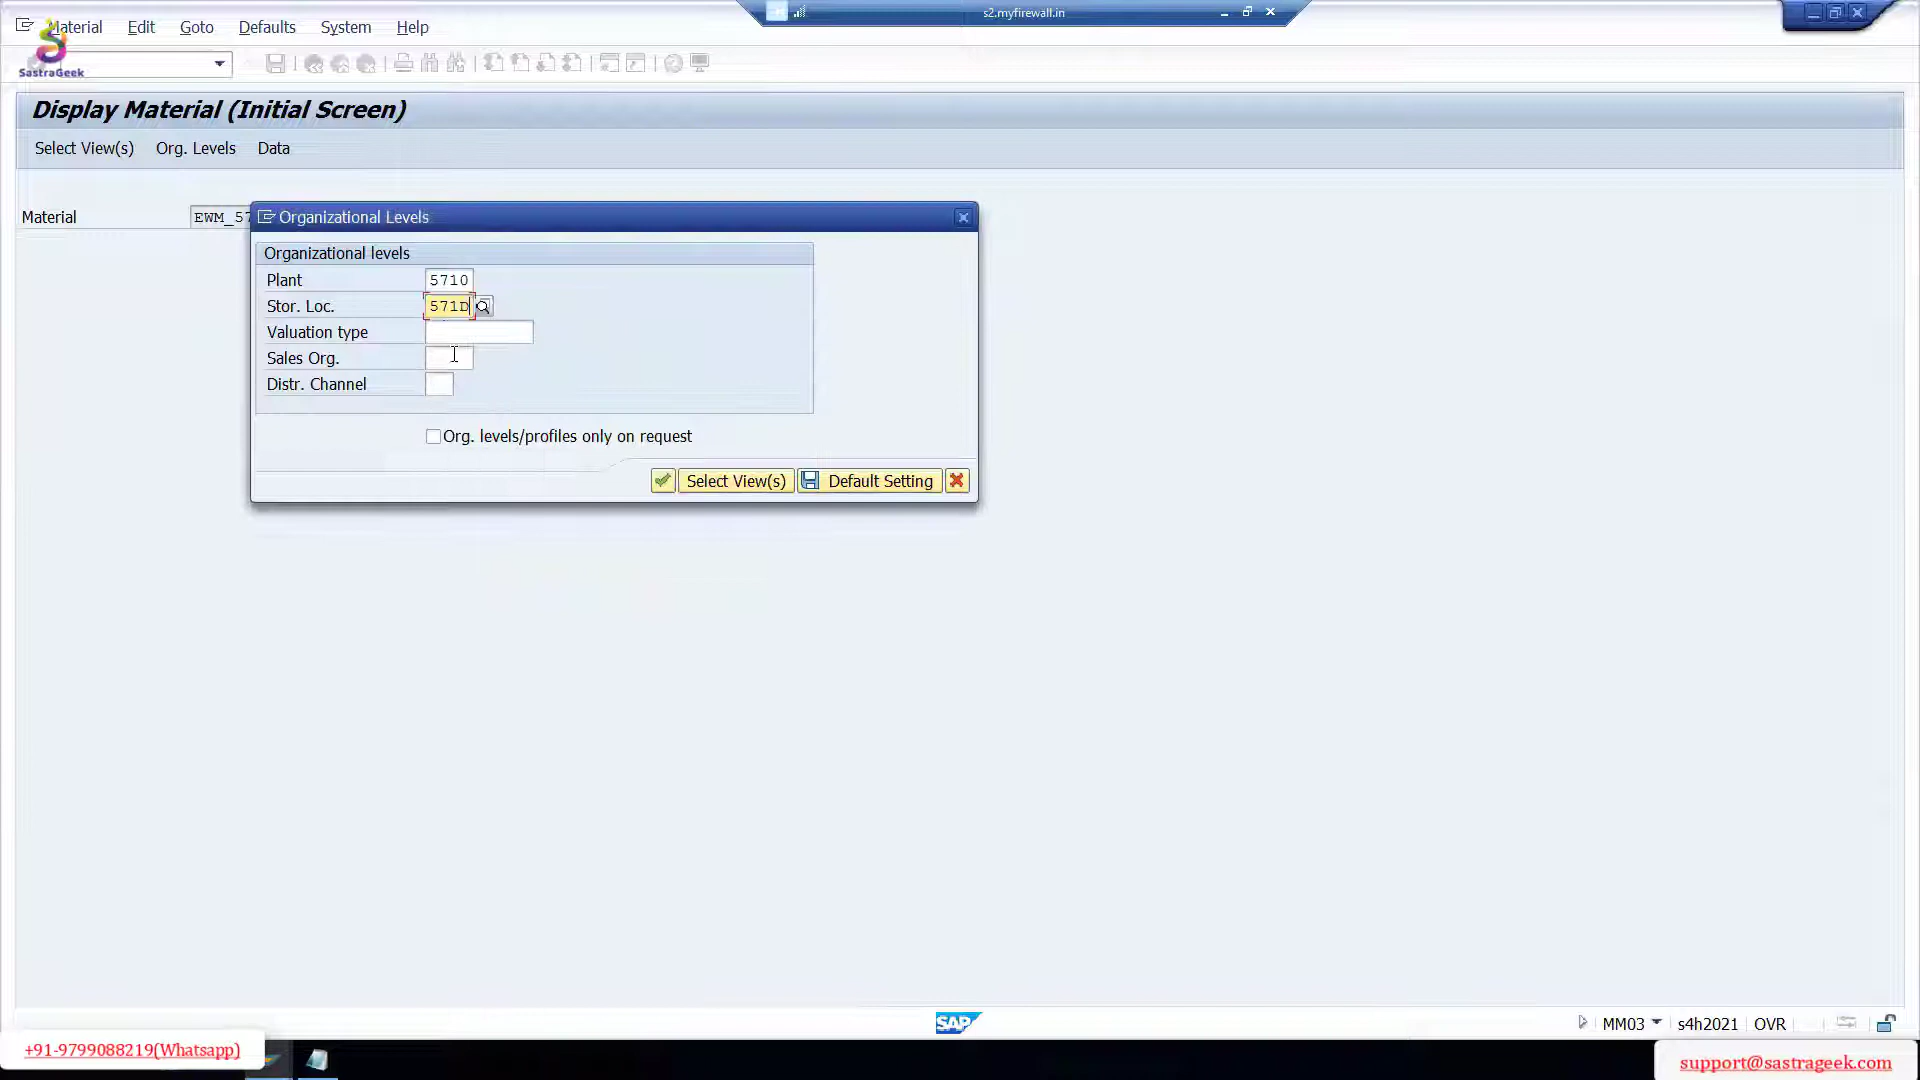 s2.myfirewall.in
Material Edit Goto Defaults System Help
SastraGeek
Display Material (Initial Screen)
Select View(s) Org. Levels Data
Material EWM_57
Organizational Levels
Organizational levels
Plant 5710
Stor. Loc. 571D
Valuation type
Sales Org.
Distr. Channel
Org. levels/profiles only on request
Select View(s) Default Setting
SAP
MM03 s4h2021 OVR
+91-9799088219(Whatsapp)
support@sastrageek.com